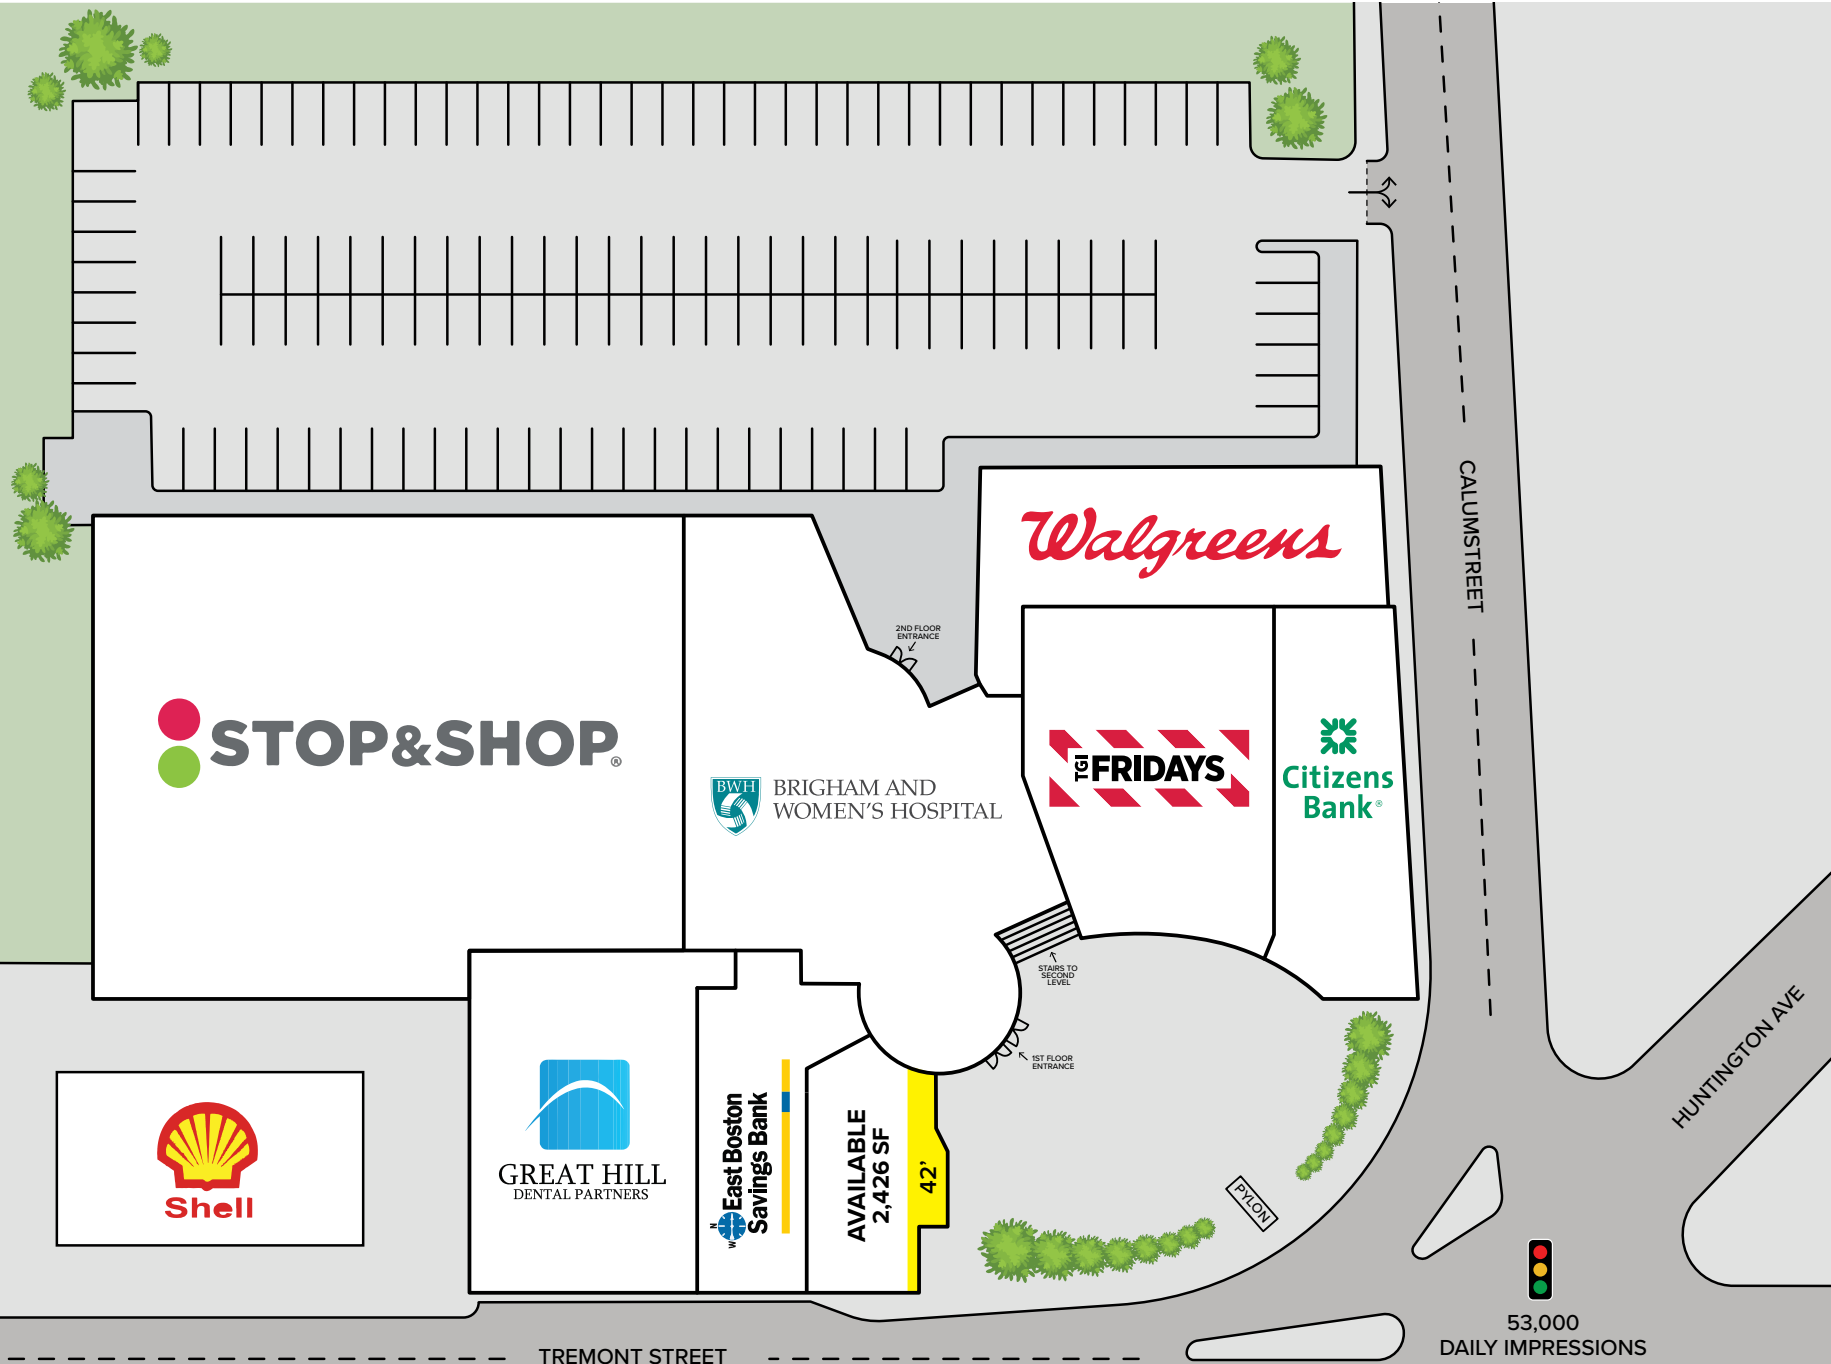 CALUMSTREET
Walgreens
2ND FLOOR
ENTRANCE
STOP&SHOP®
BWH
BRIGHAM AND
WOMEN'S HOSPITAL
TGI
FRIDAYS
Citizens
Bank®
STAIRS TO
SECOND
LEVEL
1ST FLOOR
ENTRANCE
HUNTINGTON AVE
Shell
GREAT HILL
DENTAL PARTNERS
N
W
East Boston
Savings Bank
AVAILABLE
2,426 SF
42'
PYLON
53,000
DAILY IMPRESSIONS
TREMONT STREET